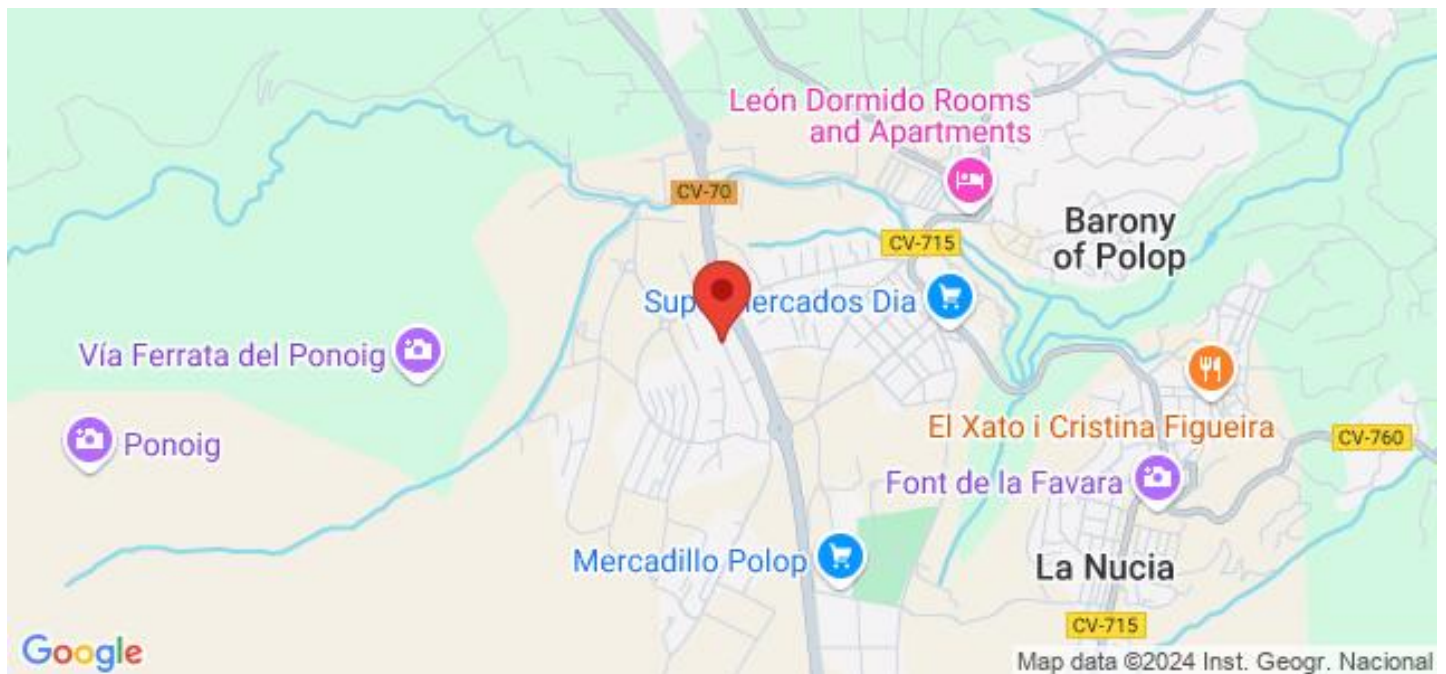 León Dormido Rooms
and Apartments
CV-70
Barony
of Polop
CV-715
Sup ermercados Dia
Vía Ferrata del Ponoig
El Xato i Cristina Figueira
CV-760
Ponoig
Font de la Favara
Mercadillo Polop
La Nucia
CV-715
Google
Map data ©2024 Inst. Geogr. Nacional